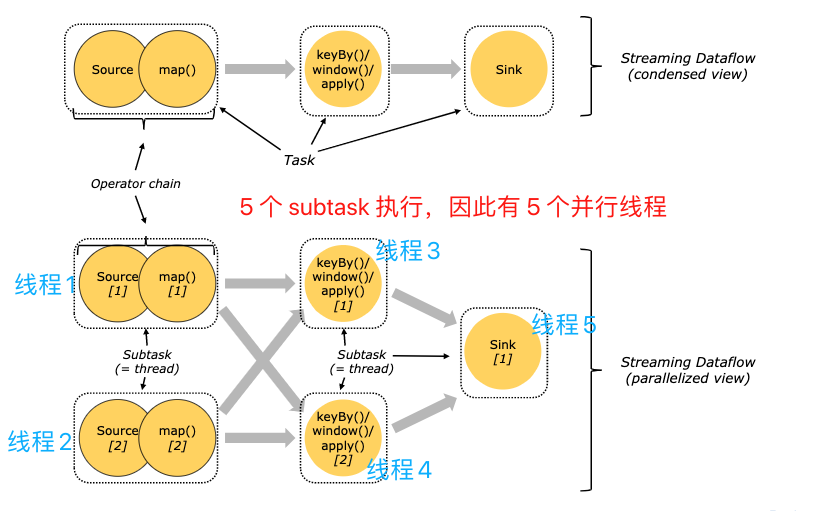 Source
map()
keyBy()/
window()/
apply()
Sink
Streaming Dataflow
(condensed view)
Task
Operator chain
5 个 subtask 执行，因此有 5 个并行线程
线程1
Source
[1]
map()
[1]
线程3
keyBy()/
window()/
apply()
[1]
线程5
Sink
[1]
Subtask
(= thread)
Subtask
(= thread)
Streaming Dataflow
(parallelized view)
线程2
Source
[2]
map()
[2]
keyBy()/
window()/
apply()
[2]
线程4